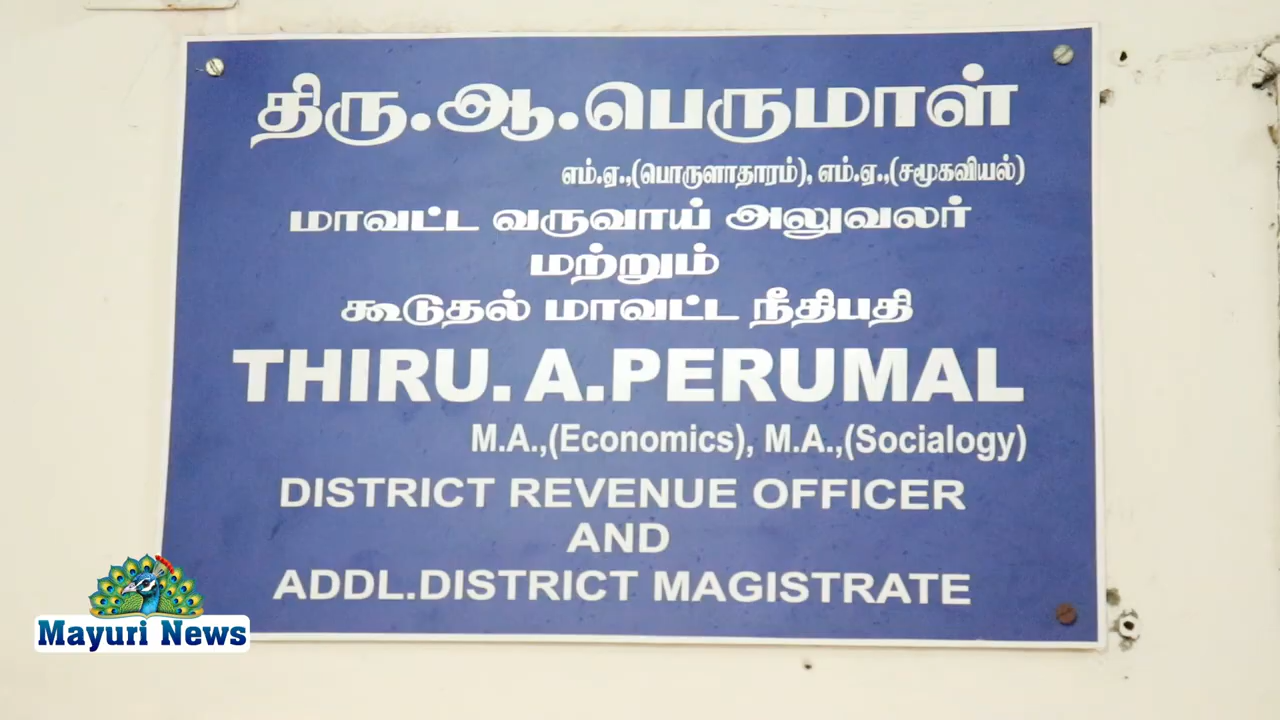 திரு.ஆ.பெருமாள்
எம்.ஏ.,(பொருளாதாரம்), எம்.ஏ.,(சமூகவியல்)
மாவட்ட வருவாய் அலுவலர்
மற்றும்
கூடுதல் மாவட்ட நீதிபதி
THIRU. A.PERUMAL
M.A.,(Economics), M.A.,(Socialogy)
DISTRICT REVENUE OFFICER
AND
ADDL.DISTRICT MAGISTRATE
Mayuri News